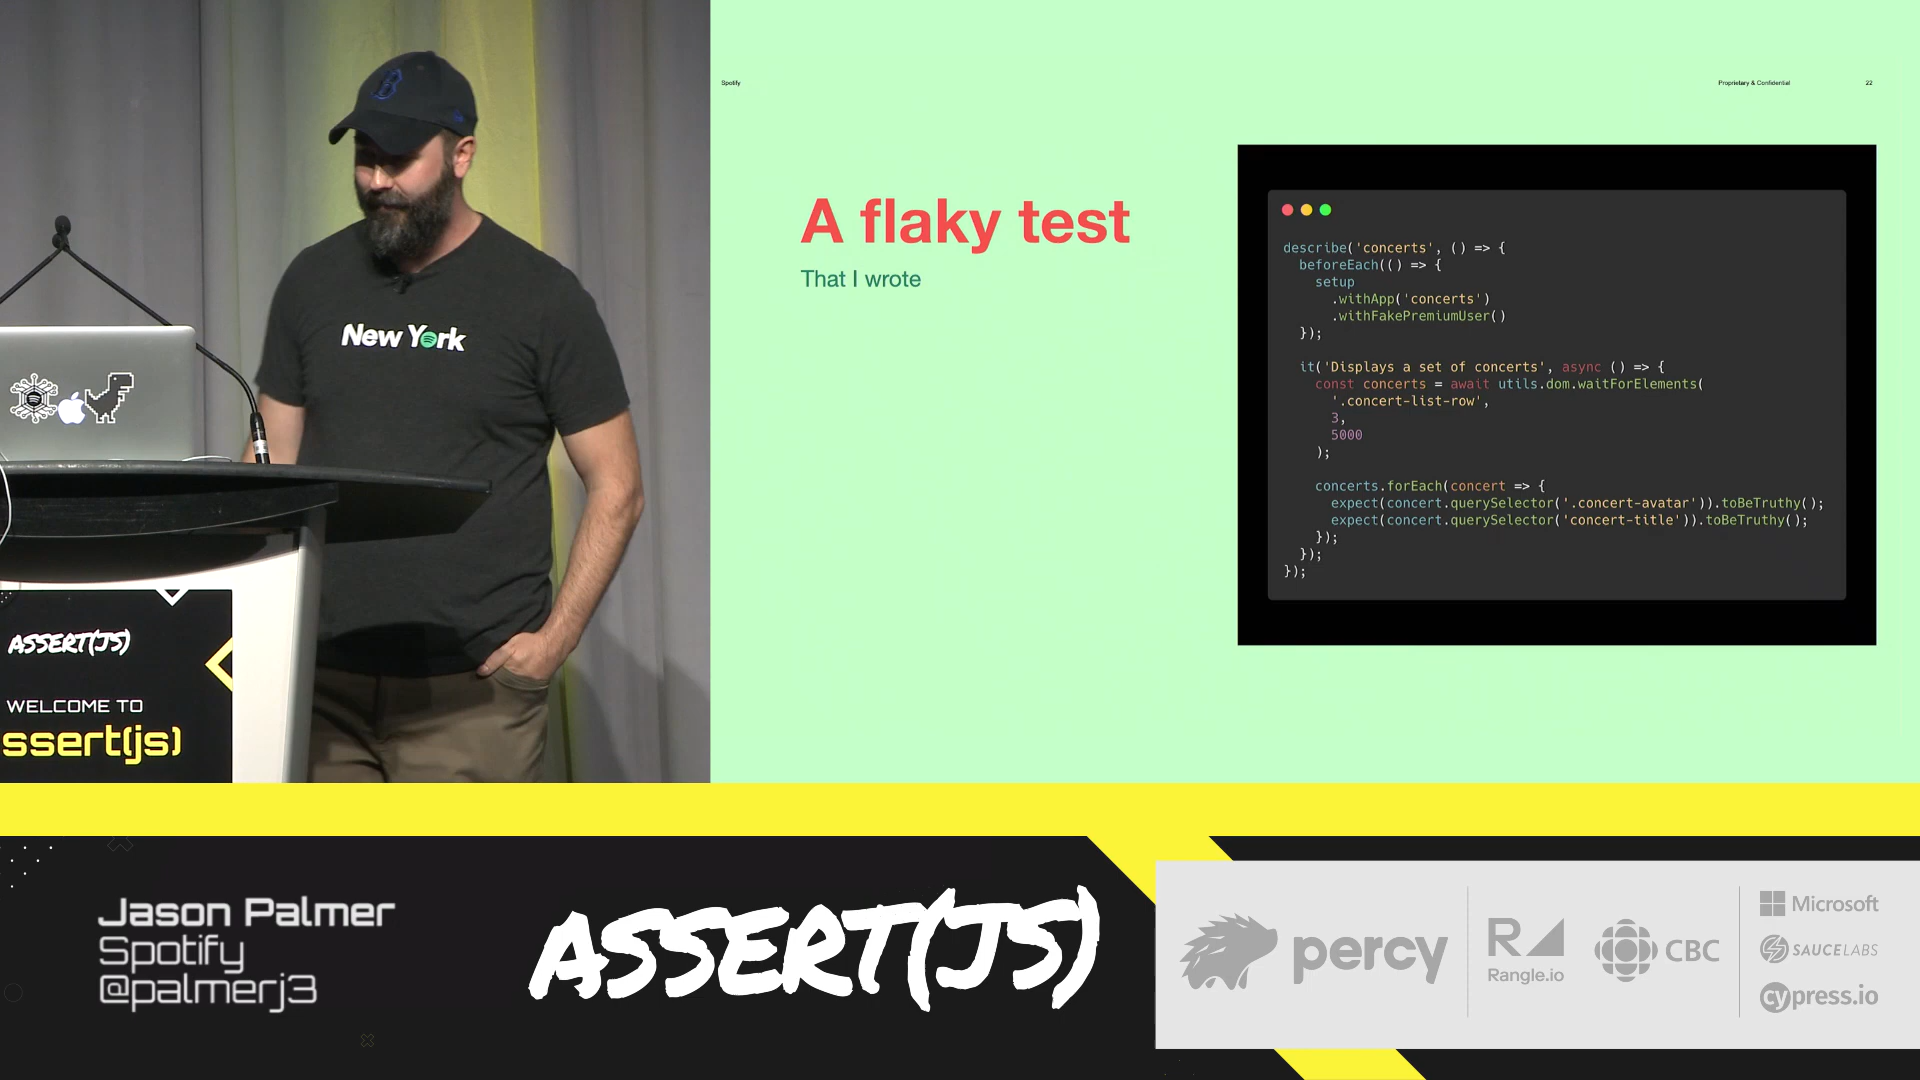 B
New York
ASSERT(JS)
WELCOME TO
ssert(js)
Spotify
Proprietary & Confidential
22
A flaky test
That I wrote
describe('concerts', () => {
beforeEach(() => {
setup
.withApp('concerts')
.withFakePremiumUser()
});
it('Displays a set of concerts', async () => {
const concerts = await utils.dom.waitForElements(
'.concert-list-row',
3,
5000
);
concerts.forEach(concert => {
expect(concert.querySelector('.concert-avatar')).toBeTruthy();
expect(concert.querySelector('concert-title')).toBeTruthy();
});
});
});
Jason Palmer
Spotify
@palmerj3
ASSERT(JS)
percy
R
Rangle.io
CBC
Microsoft
SAUCELABS
cypress.io